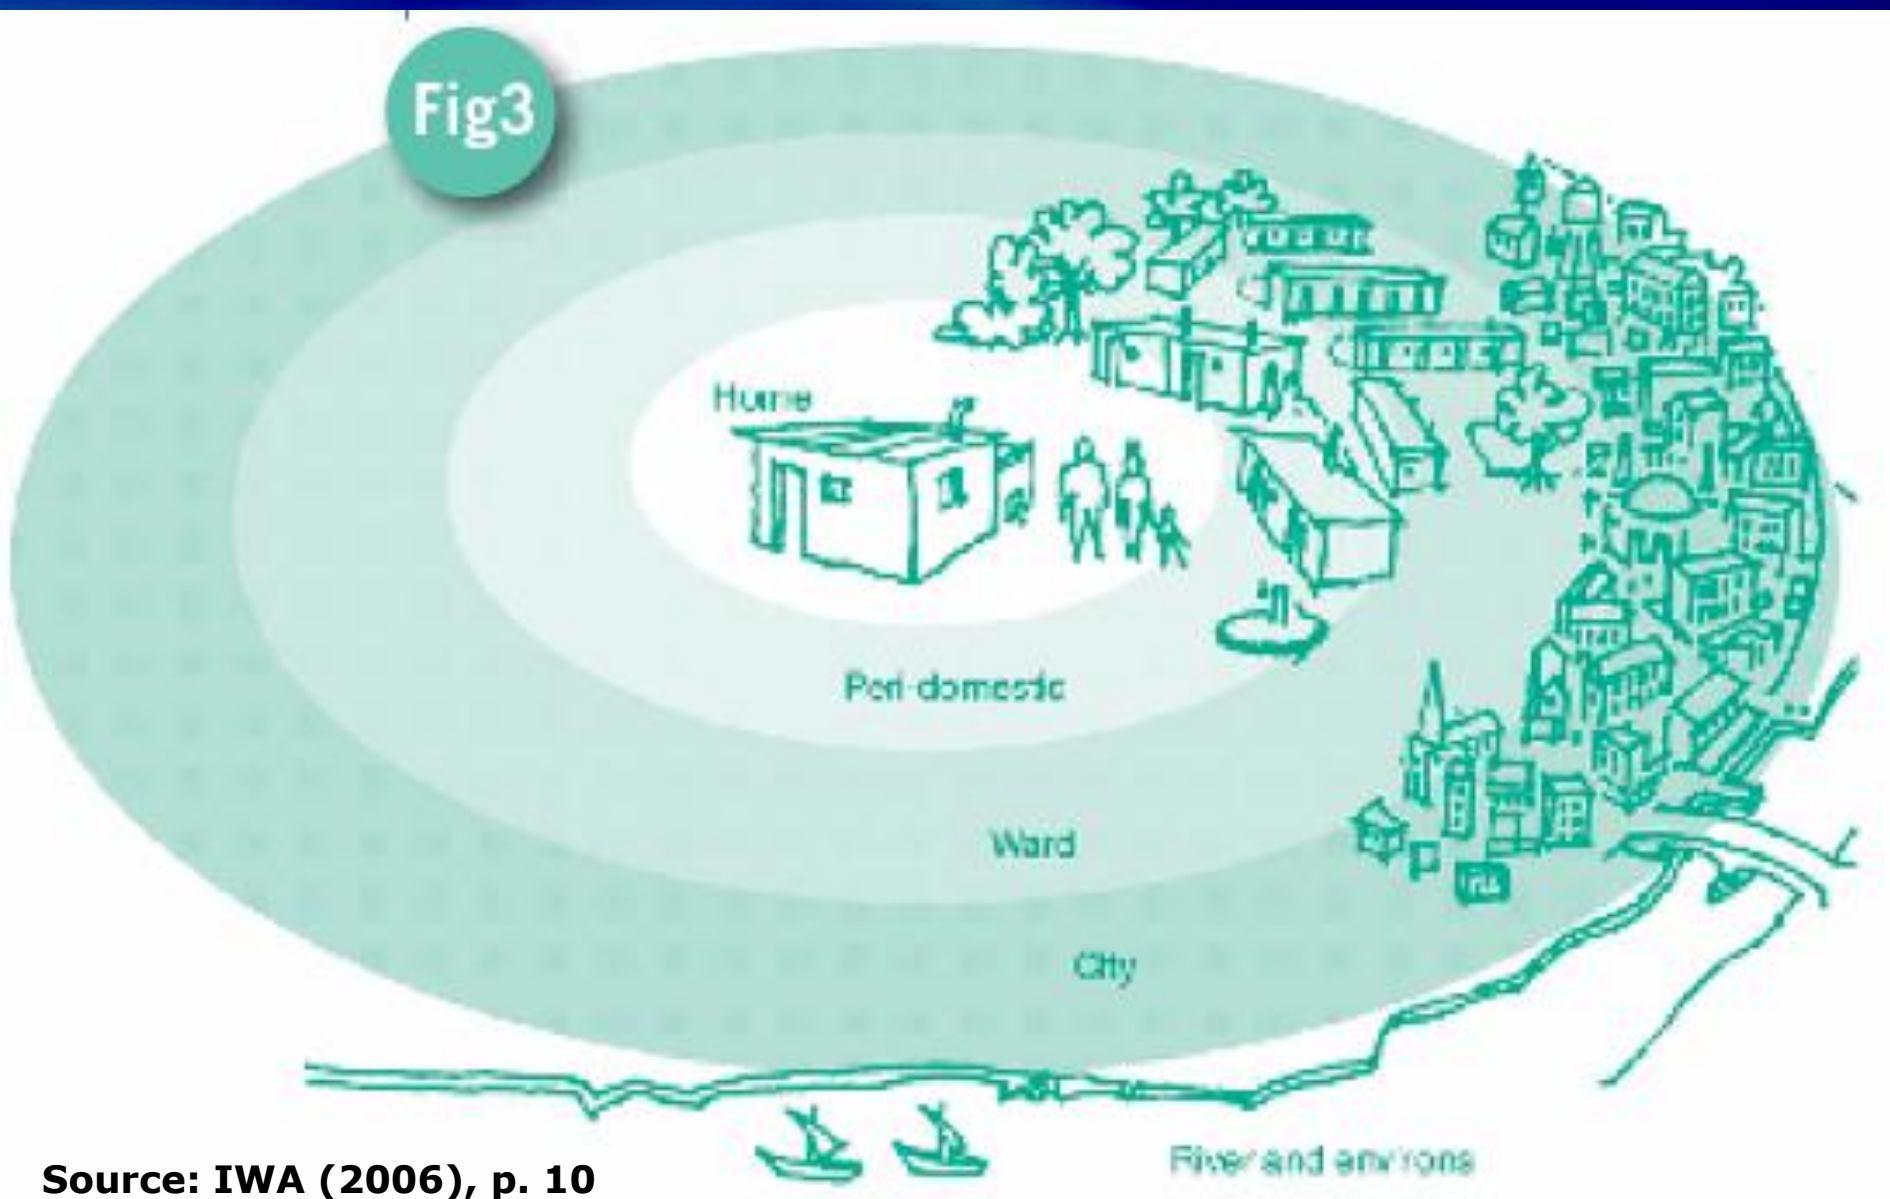 Fig3
Home
Peri-domestic
Ward
City
River and environs
Source: IWA (2006), p. 10